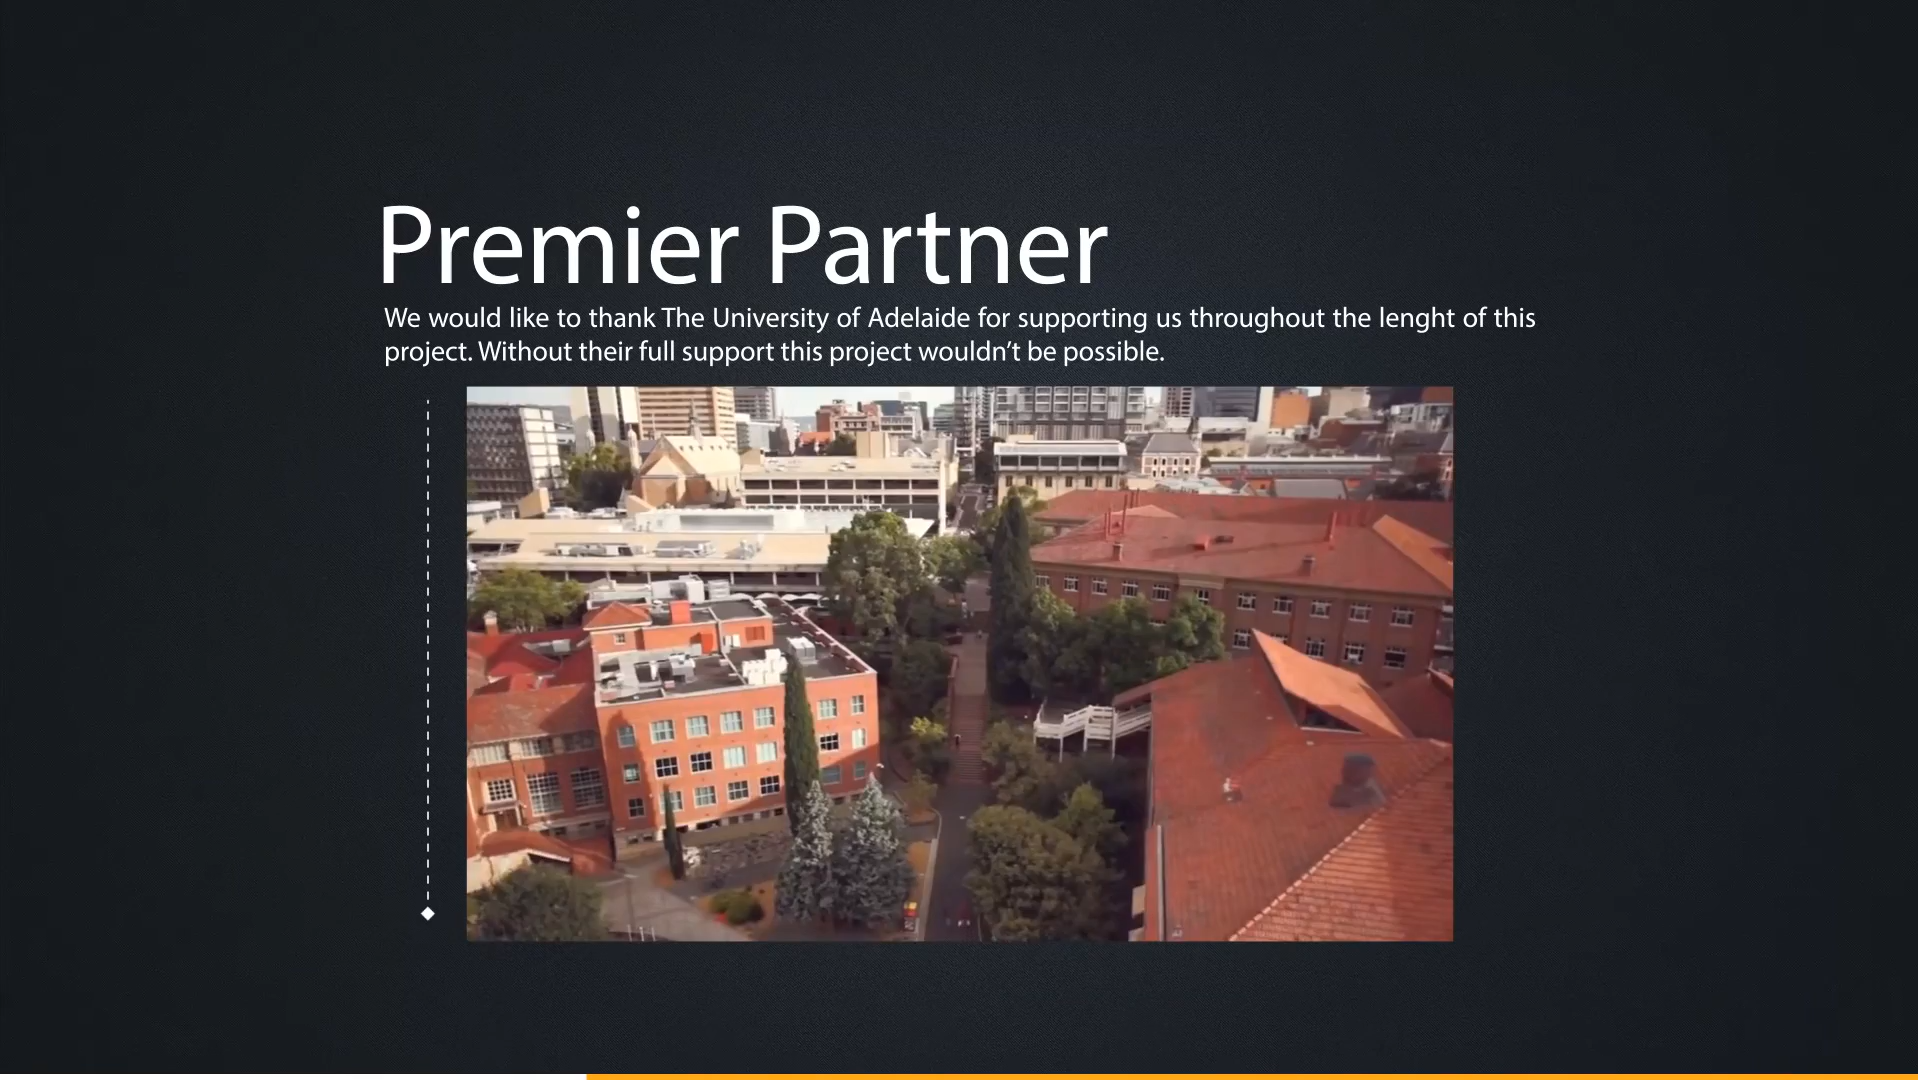 Premier Partner
We would like to thank The University of Adelaide for supporting us throughout the lenght of this
project. Without their full support this project wouldn’t be possible.